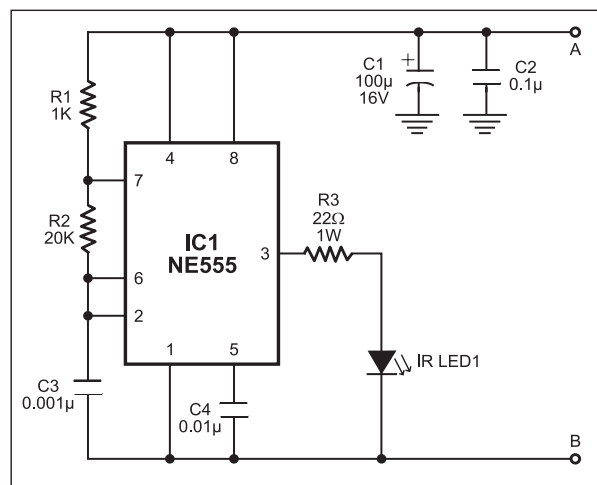 A
R1
1K
C1
100µ
16V
+
C2
0.1µ
4
8
7
R2
20K
IC1
NE555
3
R3
22Ω
1W
6
2
1
5
C3
0.001µ
C4
0.01µ
IR LED1
B